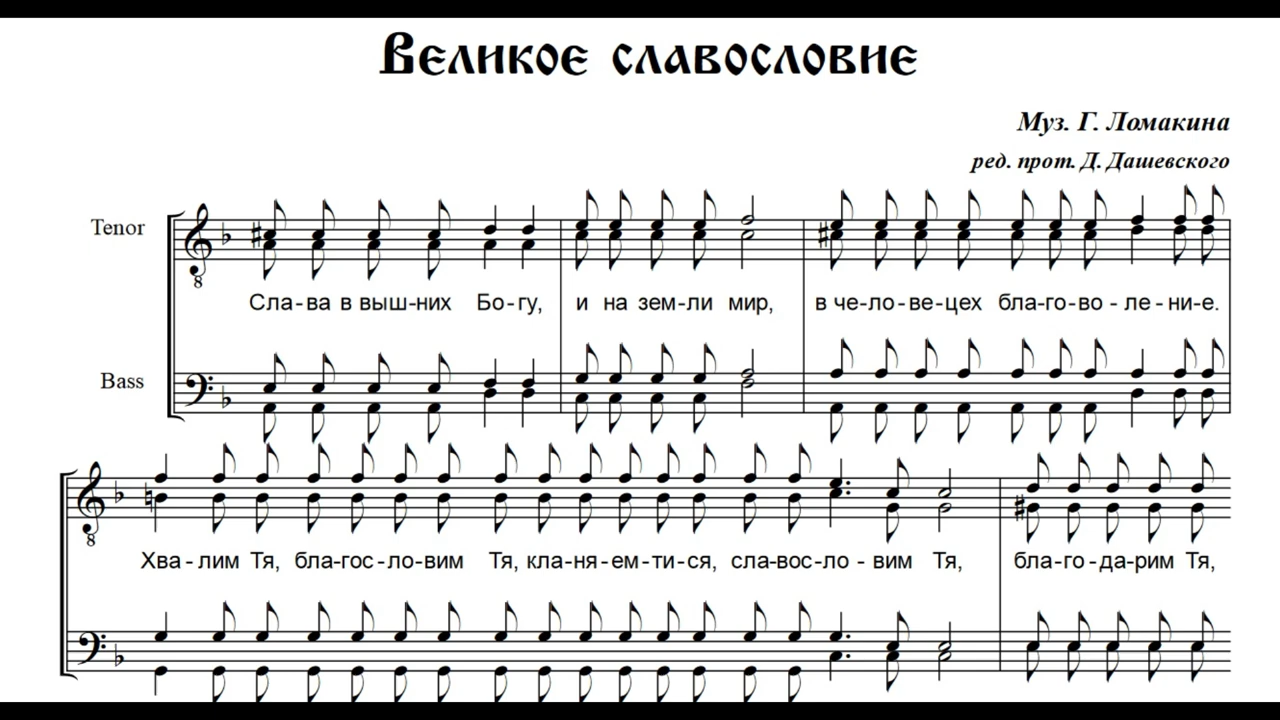 Великое славословие
Муз. Г. Ломакина
ред. прот. Д. Дашевского
Tenor
8
Сла-ва в выш-них Бо-гу, и на зем-ли мир, в че-ло-ве-цех бла-го-во-ле-ни-е.
Bass
8
Хва-лим Тя, бла-гос-ло-вим Тя, кла-ня-ем-ти-ся, сла-вос-ло-вим Тя, бла-го-да-рим Тя,